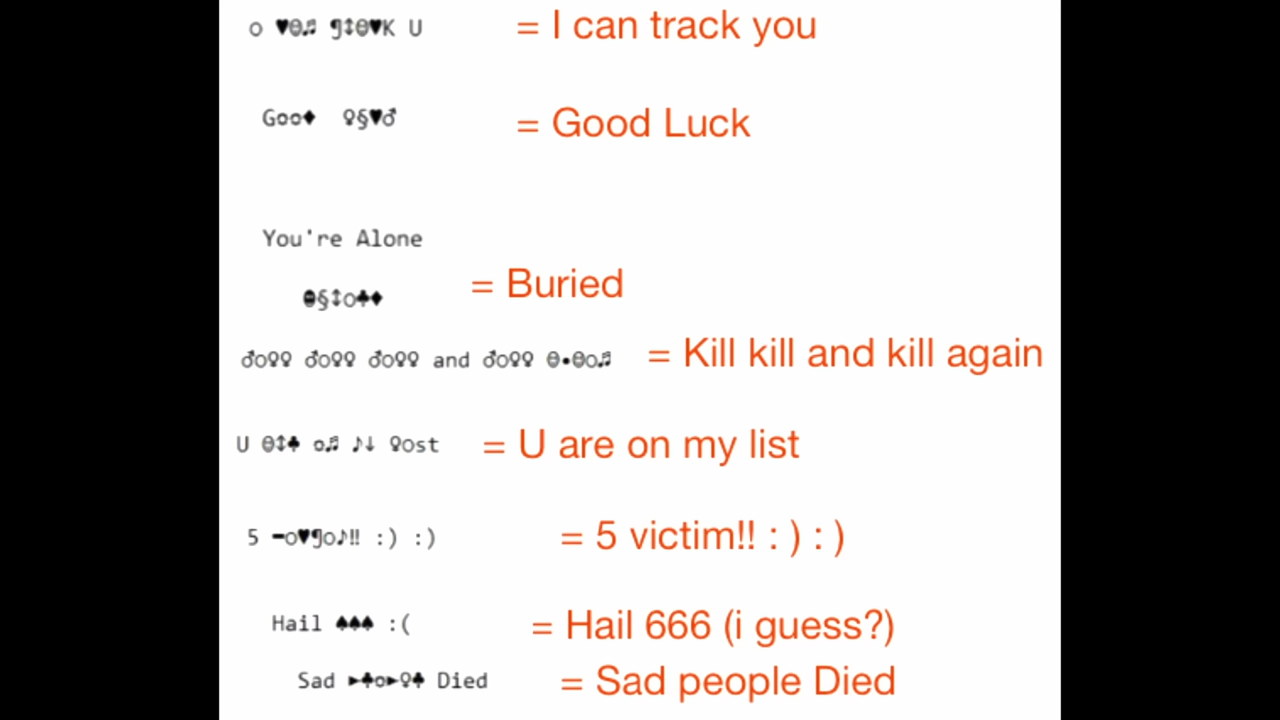 o ♥θ♬ ¶↕θ♥K U = I can track you
Goo♦ ♀§♥♂ = Good Luck
You're Alone
◘§↕o♣♦ = Buried
♂o♀♀ ♂o♀♀ ♂o♀♀ and ♂o♀♀ θ•θo♬ = Kill kill and kill again
U θ↕♣ o♬ ♪↓ ♀ost = U are on my list
5 ━o♥¶o♪‼ :) :) = 5 victim!! : ) : )
Hail ♠♠♠ :( = Hail 666 (i guess?)
Sad ►♣o►♀♣ Died = Sad people Died